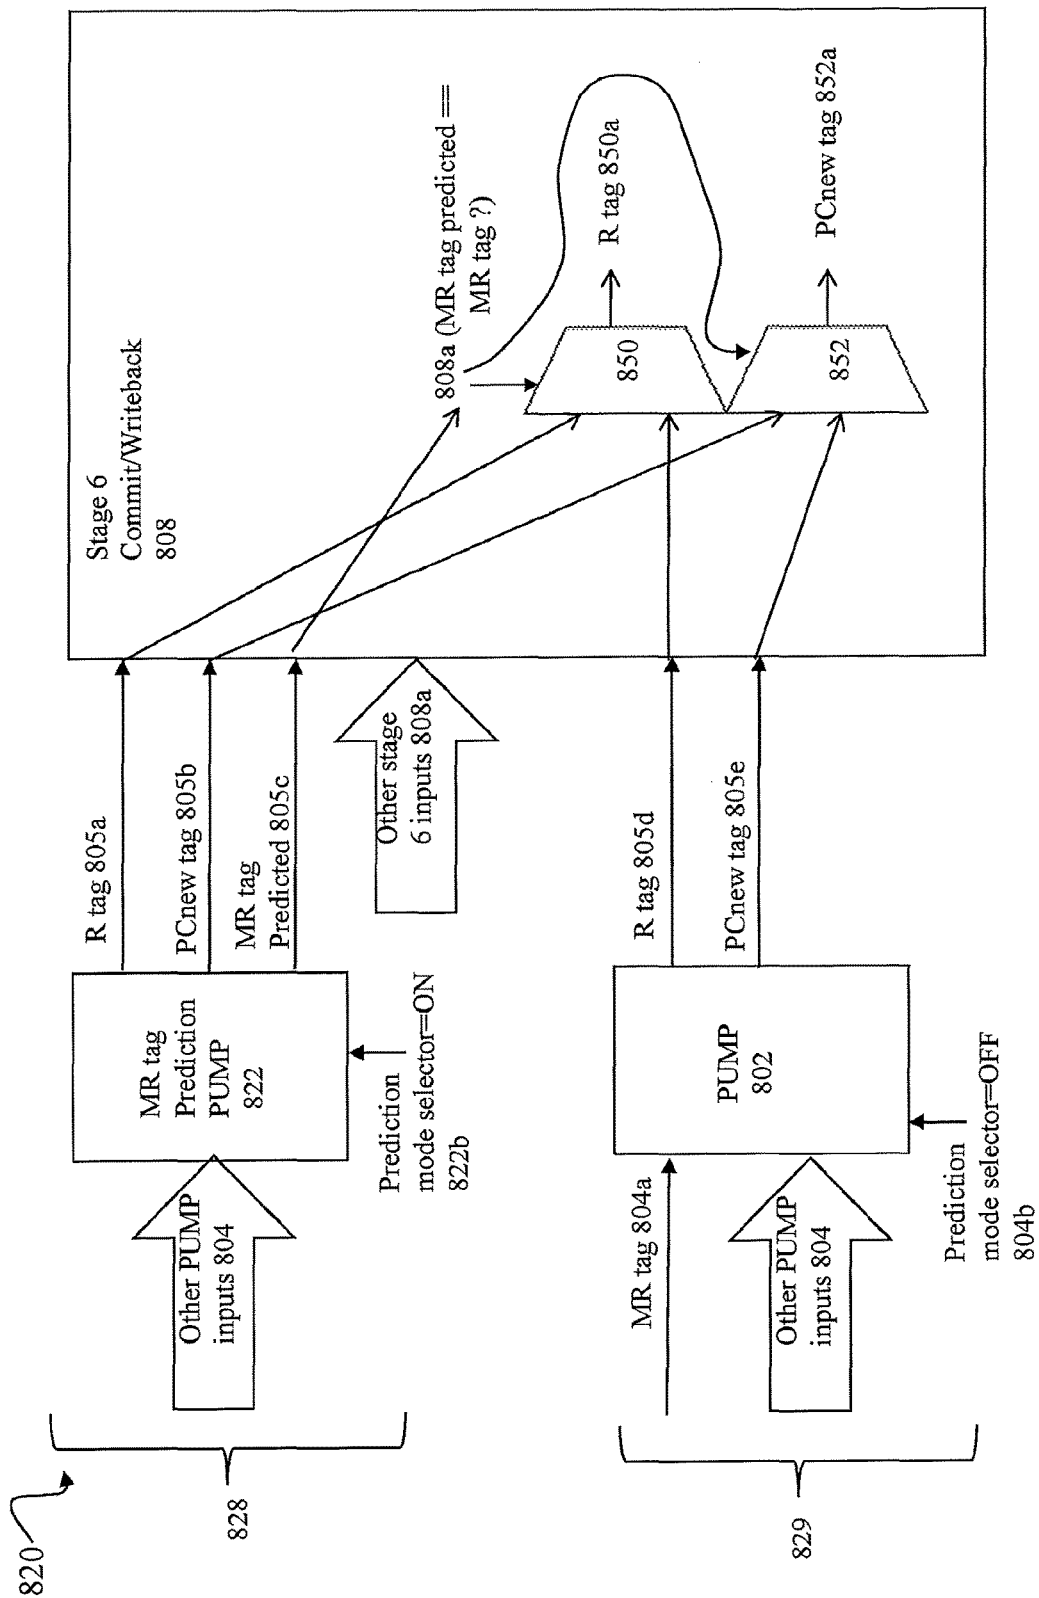 820
828
Other PUMP
inputs 804
MR tag
Prediction
PUMP
822
Prediction
mode selector=ON
822b
R tag 805a
PCnew tag 805b
MR tag
Predicted 805c
Other stage
6 inputs 808a
Stage 6
Commit/Writeback
808
808a (MR tag predicted ==
MR tag ?)
850
R tag 850a
852
PCnew tag 852a
829
MR tag 804a
Other PUMP
inputs 804
PUMP
802
Prediction
mode selector=OFF
804b
R tag 805d
PCnew tag 805e